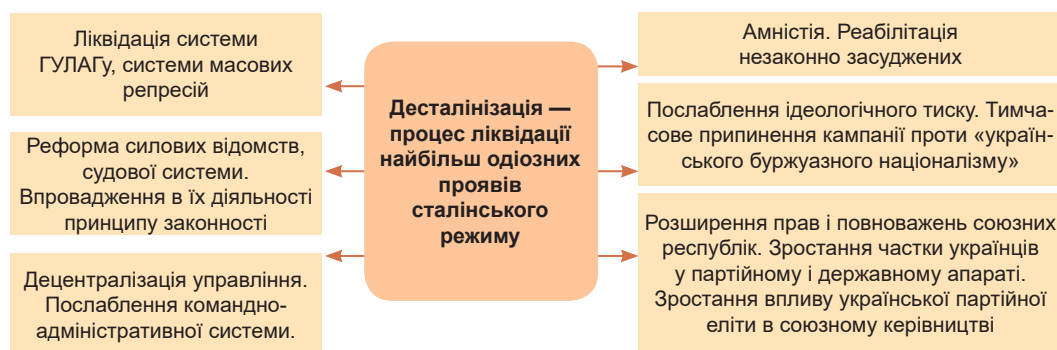 Ліквідація системи
ГУЛАГу, системи масових
репресій
Реформа силових відомств,
судової системи.
Впровадження в їх діяльності
принципу законності
Децентралізація управління.
Послаблення командно-
адміністративної системи.
Десталінізація —
процес ліквідації
найбільш одіозних
проявів
сталінського
режиму
Амністія. Реабілітація
незаконно засуджених
Послаблення ідеологічного тиску. Тимча-
сове припинення кампанії проти «україн-
ського буржуазного націоналізму»
Розширення прав і повноважень союзних
республік. Зростання частки українців
у партійному і державному апараті.
Зростання впливу української партійної
еліти в союзному керівництві